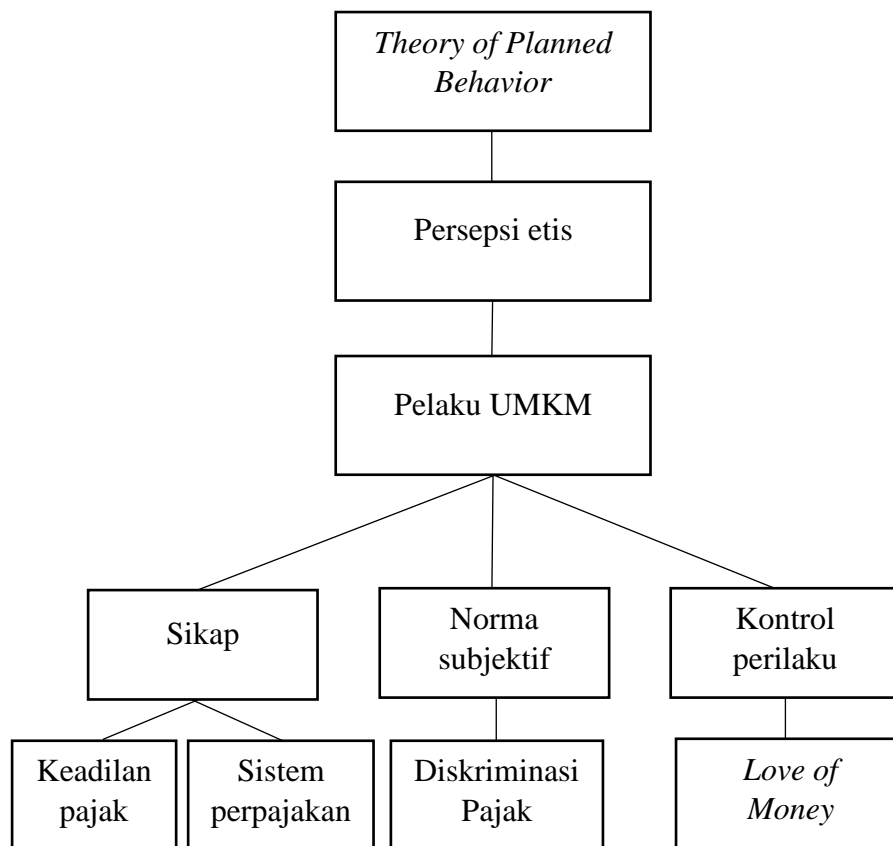 Theory of Planned
Behavior
Persepsi etis
Pelaku UMKM
Sikap
Norma
subjektif
Kontrol
perilaku
Keadilan
pajak
Sistem
perpajakan
Diskriminasi
Pajak
Love of
Money